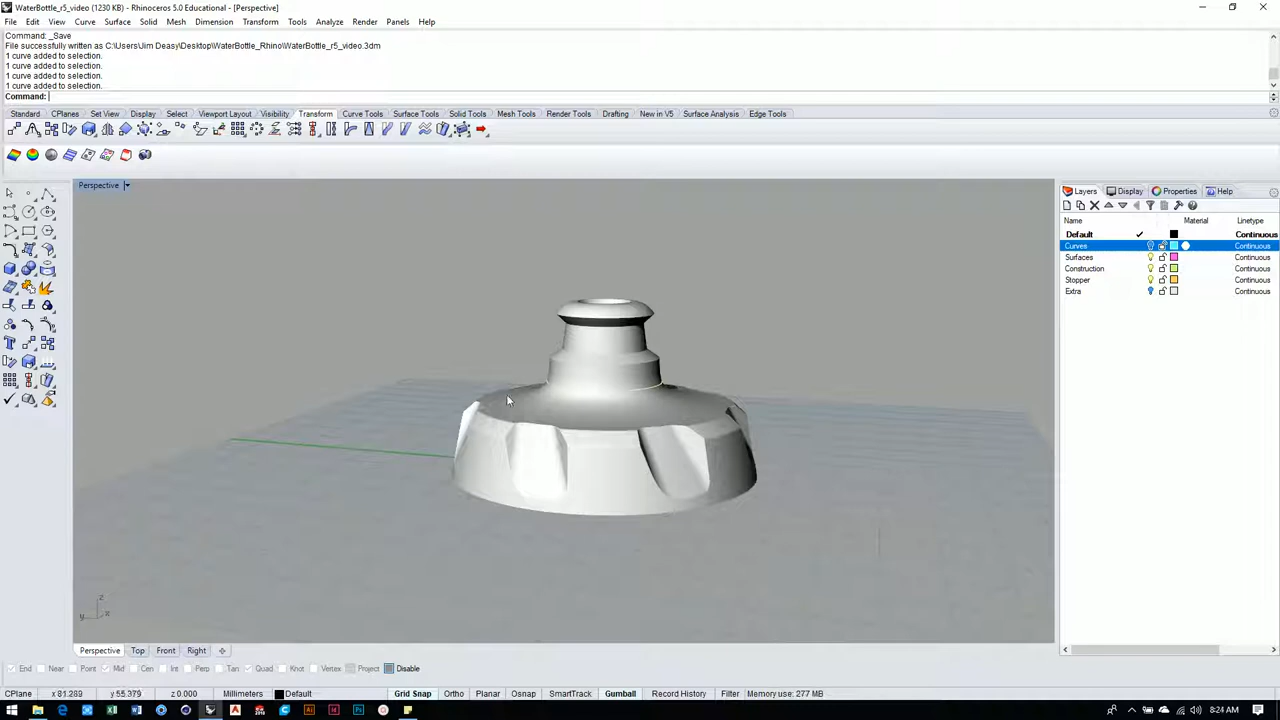 WaterBottle_r5_video (1230 KB) - Rhinoceros 5.0 Educational - [Perspective]
File Edit View Curve Surface Solid Mesh Dimension Transform Tools Analyze Render Panels Help
Command: _Save
File successfully written as C:\Users\Jim Deasy\Desktop\WaterBottle_Rhino\WaterBottle_r5_video.3dm
1 curve added to selection.
1 curve added to selection.
1 curve added to selection.
1 curve added to selection.
Command:
Standard CPlanes Set View Display Select Viewport Layout Visibility Transform Curve Tools Surface Tools Solid Tools Mesh Tools Render Tools Drafting New in V5 Surface Analysis Edge Tools
Perspective
Layers Display Properties Help
Name Material Linetype
Default Continuous
Curves Continuous
Surfaces Continuous
Construction Continuous
Stopper Continuous
Extra Continuous
z
y x
Perspective Top Front Right
End Near Point Mid Cen Int Perp Tan Quad Knot Vertex Project Disable
CPlane x 81.289 y 55.379 z 0.000 Millimeters Default Grid Snap Ortho Planar Osnap SmartTrack Gumball Record History Filter Memory use: 277 MB
8:24 AM